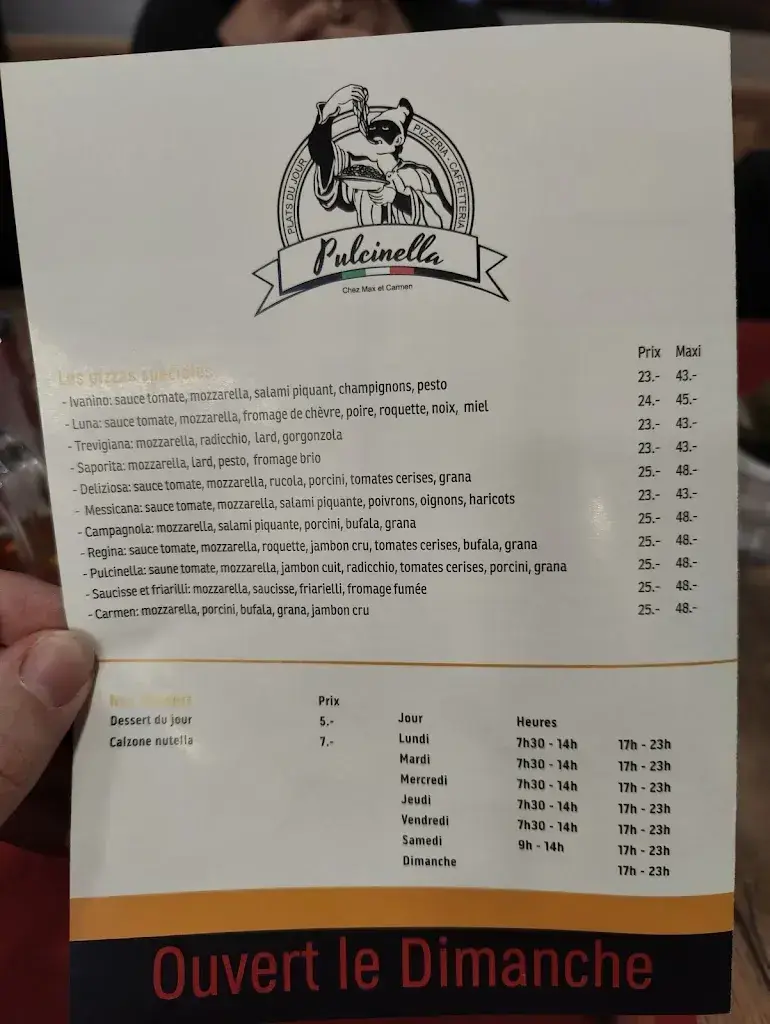 PLATS DU JOUR
PIZZERIA - CAFFETTERIA
Pulcinella
Chez Max et Carmen
Les pizzas spéciales Prix Maxi
- Ivanino: sauce tomate, mozzarella, salami piquant, champignons, pesto 23.- 43.-
- Luna: sauce tomate, mozzarella, fromage de chèvre, poire, roquette, noix, miel 24.- 45.-
- Trevigiana: mozzarella, radicchio, lard, gorgonzola 23.- 43.-
- Saporita: mozzarella, lard, pesto, fromage brio 23.- 43.-
- Deliziosa: sauce tomate, mozzarella, rucola, porcini, tomates cerises, grana 25.- 48.-
- Messicana: sauce tomate, mozzarella, salami piquante, poivrons, oignons, haricots 23.- 43.-
- Campagnola: mozzarella, salami piquante, porcini, bufala, grana 25.- 48.-
- Regina: sauce tomate, mozzarella, roquette, jambon cru, tomates cerises, bufala, grana 25.- 48.-
- Pulcinella: saune tomate, mozzarella, jambon cuit, radicchio, tomates cerises, porcini, grana 25.- 48.-
- Saucisse et friarilli: mozzarella, saucisse, friarielli, fromage fumée 25.- 48.-
- Carmen: mozzarella, porcini, bufala, grana, jambon cru 25.- 48.-
Prix
Dessert du jour 5.-
Calzone nutella 7.-
Jour Heures
Lundi 7h30 - 14h 17h - 23h
Mardi 7h30 - 14h 17h - 23h
Mercredi 7h30 - 14h 17h - 23h
Jeudi 7h30 - 14h 17h - 23h
Vendredi 7h30 - 14h 17h - 23h
Samedi 9h - 14h 17h - 23h
Dimanche 17h - 23h
Ouvert le Dimanche